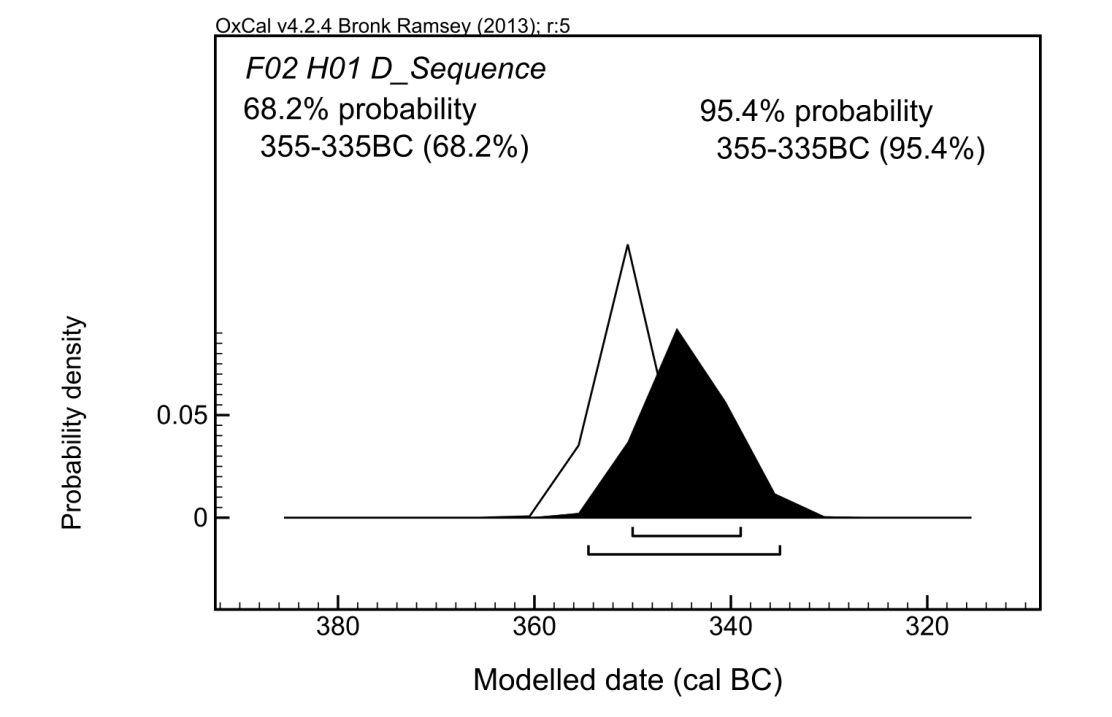 OxCal v4.2.4 Bronk Ramsey (2013); r:5
F02 H01 D_Sequence
68.2% probability
355-335BC (68.2%)
95.4% probability
355-335BC (95.4%)
Probability density
0.05
0
380
360
340
320
Modelled date (cal BC)